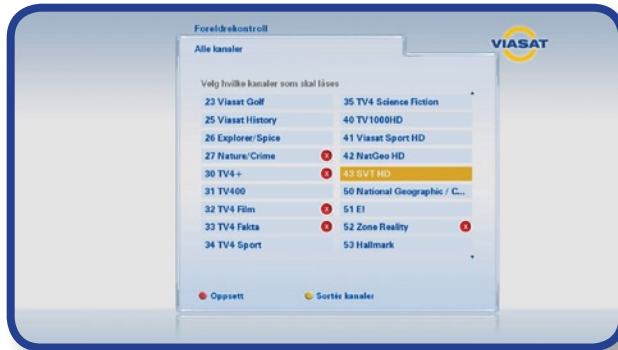 Foreldrekontroll
Alle kanaler
VIASAT
Velg hvilke kanaler som skal låses
23 Viasat Golf
25 Viasat History
26 Explorer/Spice
27 Nature/Crime
30 TV4+
31 TV400
32 TV4 Film
33 TV4 Fakta
34 TV4 Sport
35 TV4 Science Fiction
40 TV1000HD
41 Viasat Sport HD
42 NatGeo HD
43 SVT HD
50 National Geographic / C...
51 E!
52 Zone Reality
53 Hallmark
Oppsett
Sortér kanaler